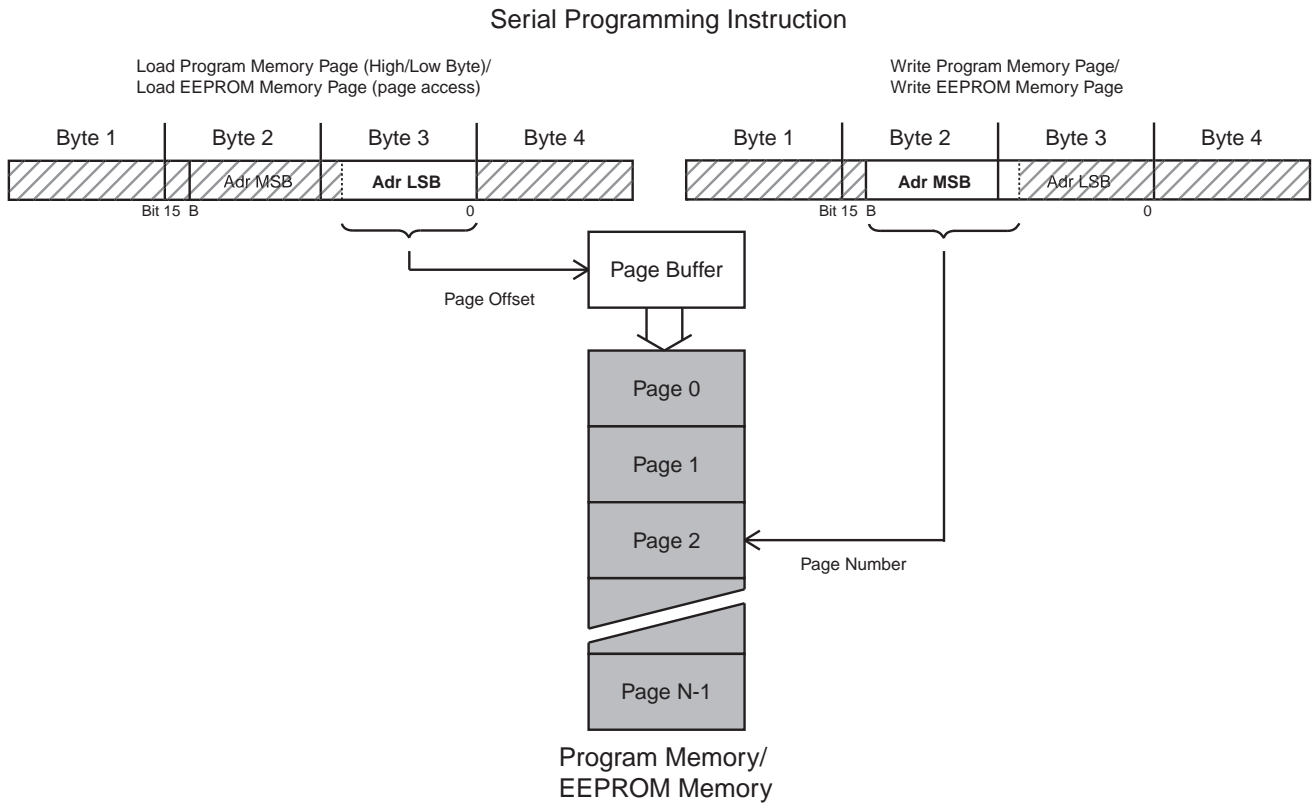 Serial Programming Instruction
Load Program Memory Page (High/Low Byte)/
Load EEPROM Memory Page (page access)
Write Program Memory Page/
Write EEPROM Memory Page
Byte 1 Byte 2 Byte 3 Byte 4
Byte 1 Byte 2 Byte 3 Byte 4
Adr MSB Adr LSB
Adr MSB Adr LSB
Bit 15 B 0
Bit 15 B 0
Page Buffer
Page Offset
Page 0
Page 1
Page 2
Page Number
Page N-1
Program Memory/
EEPROM Memory